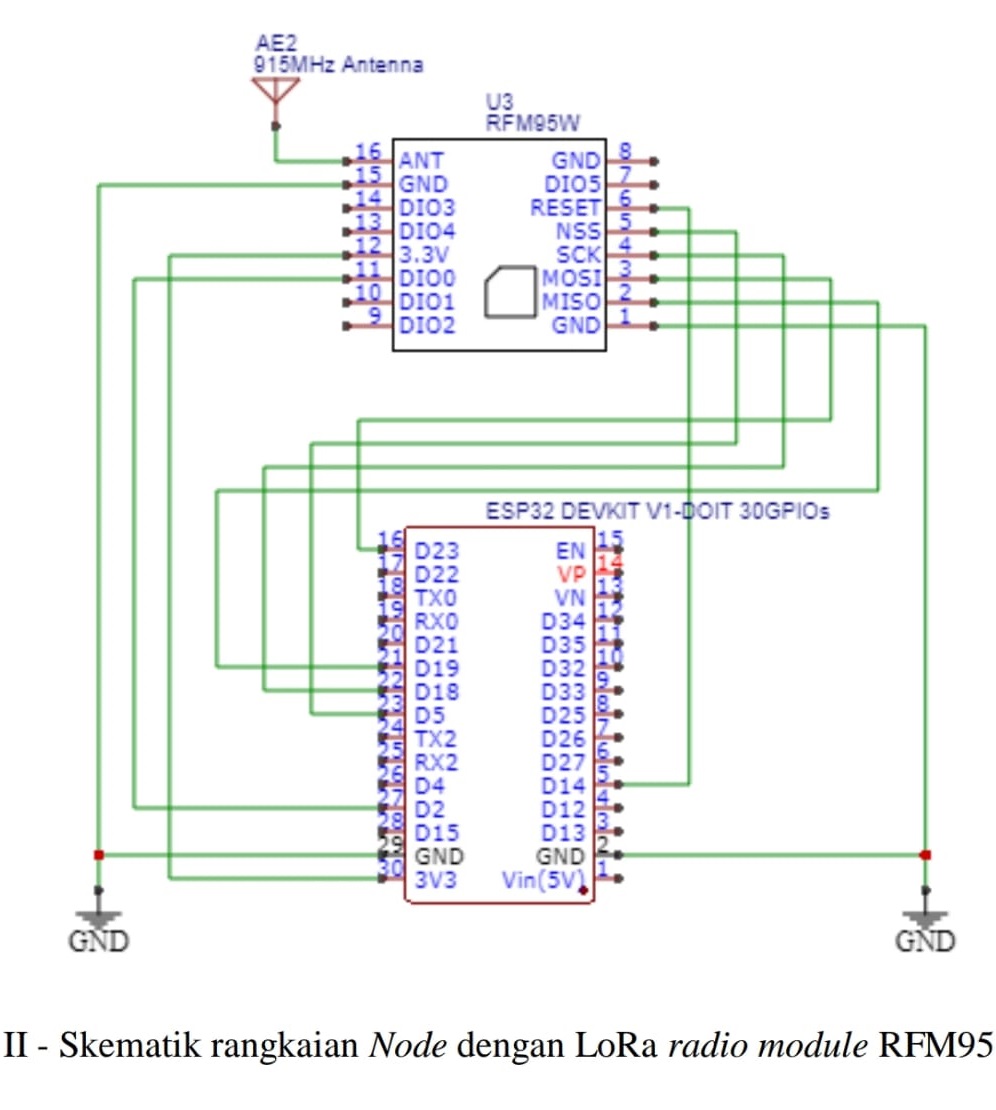 AE2
915MHz Antenna
U3
RFM95W
16 ANT GND 8
15 GND DIO5 7
14 DIO3 RESET 6
13 DIO4 NSS 5
12 3.3V SCK 4
11 DIO0 MOSI 3
10 DIO1 MISO 2
9 DIO2 GND 1
ESP32 DEVKIT V1-DOIT 30GPIOs
16 D23 EN 15
17 D22 VP 14
18 TX0 VN 13
19 RX0 D34 12
20 D21 D35 11
21 D19 D32 10
22 D18 D33 9
23 D5 D25 8
24 TX2 D26 7
25 RX2 D27 6
26 D4 D14 5
27 D2 D12 4
28 D15 D13 3
29 GND GND 2
30 3V3 Vin(5V) 1
GND GND
II - Skematik rangkaian Node dengan LoRa radio module RFM95